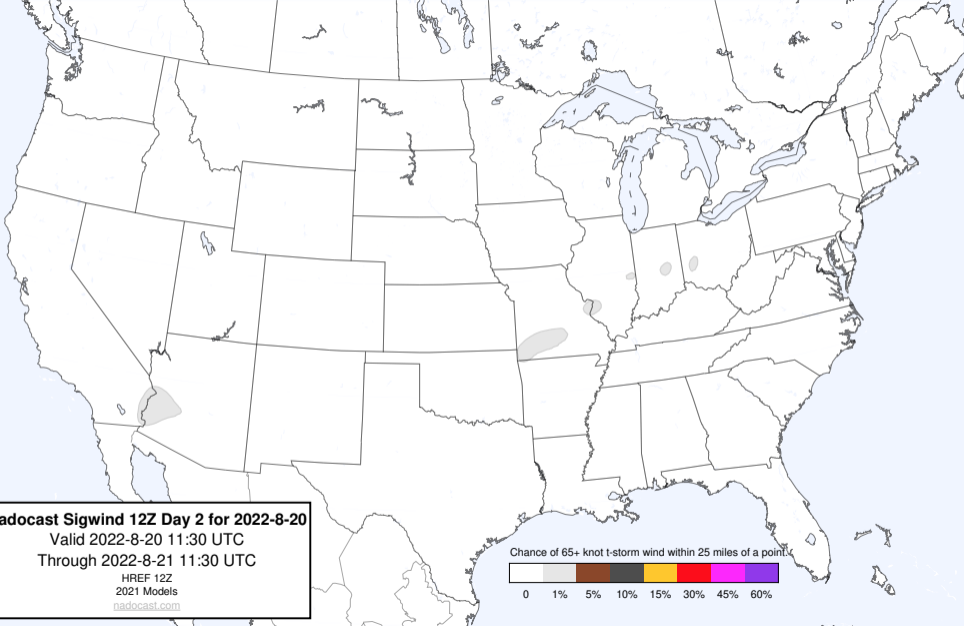 adocast Sigwind 12Z Day 2 for 2022-8-20
Valid 2022-8-20 11:30 UTC
Through 2022-8-21 11:30 UTC
HREF 12Z
2021 Models
nadocast.com
Chance of 65+ knot t-storm wind within 25 miles of a point.
0 1% 5% 10% 15% 30% 45% 60%